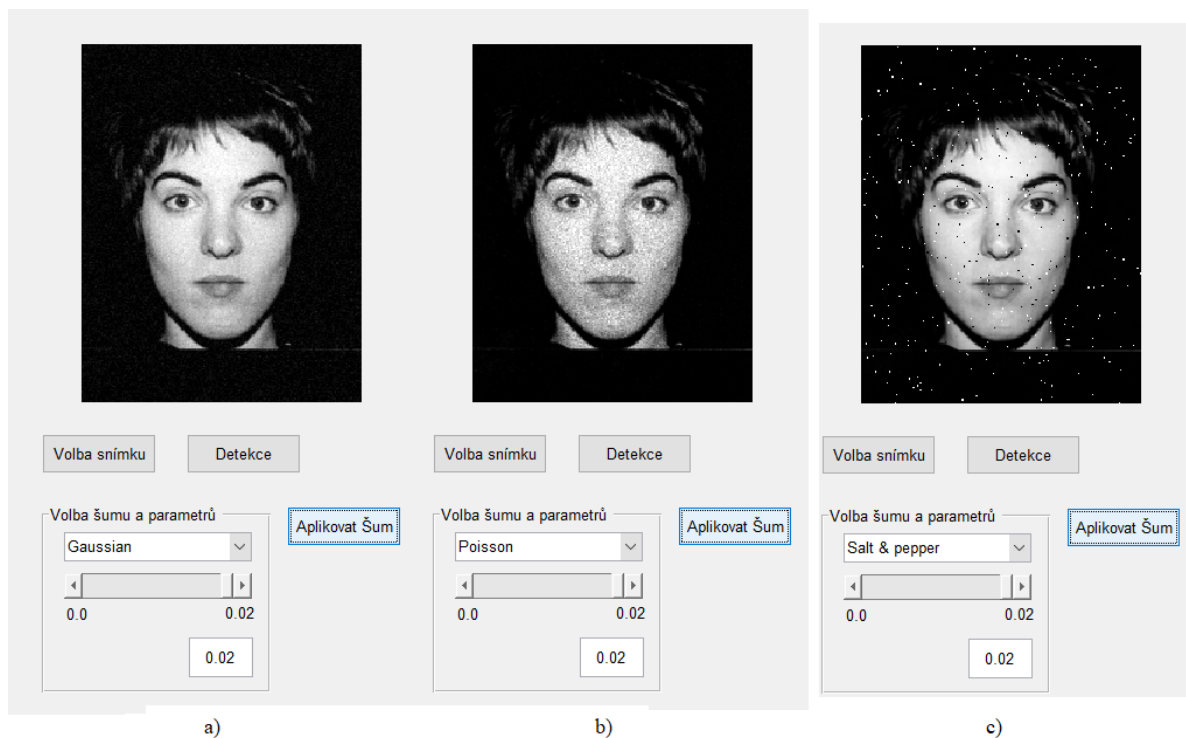 Volba snímku
Detekce
Volba šumu a parametrů
Aplikovat Šum
Gaussian
0.0
0.02
0.02
a)
Volba snímku
Detekce
Volba šumu a parametrů
Aplikovat Šum
Poisson
0.0
0.02
0.02
b)
Volba snímku
Detekce
Volba šumu a parametrů
Aplikovat Šum
Salt & pepper
0.0
0.02
0.02
c)